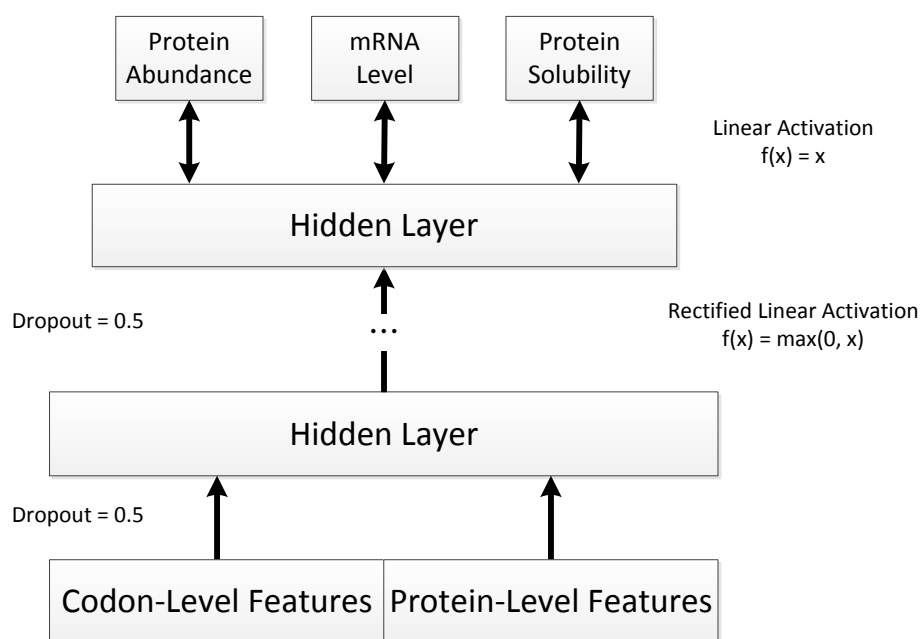 Protein
Abundance
mRNA
Level
Protein
Solubility
Linear Activation
f(x) = x
Hidden Layer
Dropout = 0.5
...
Rectified Linear Activation
f(x) = max(0, x)
Hidden Layer
Dropout = 0.5
Codon-Level Features
Protein-Level Features